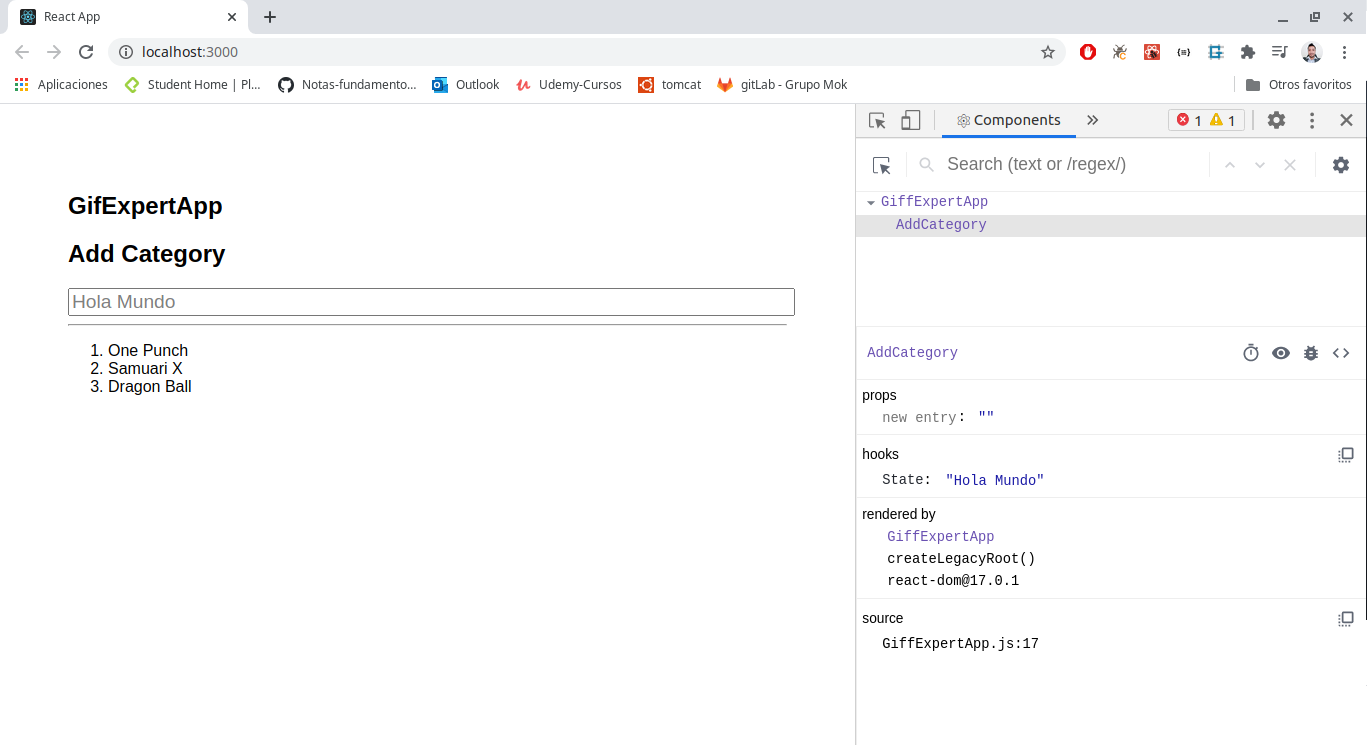 React App
localhost:3000
Aplicaciones
Student Home | Pl...
Notas-fundamento...
Outlook
Udemy-Cursos
tomcat
gitLab - Grupo Mok
Otros favoritos
GifExpertApp
Add Category
Hola Mundo
1. One Punch
2. Samuari X
3. Dragon Ball
Components
1
1
Search (text or /regex/)
GiffExpertApp
AddCategory
AddCategory
props
new entry: ""
hooks
State: "Hola Mundo"
rendered by
GiffExpertApp
createLegacyRoot()
react-dom@17.0.1
source
GiffExpertApp.js:17